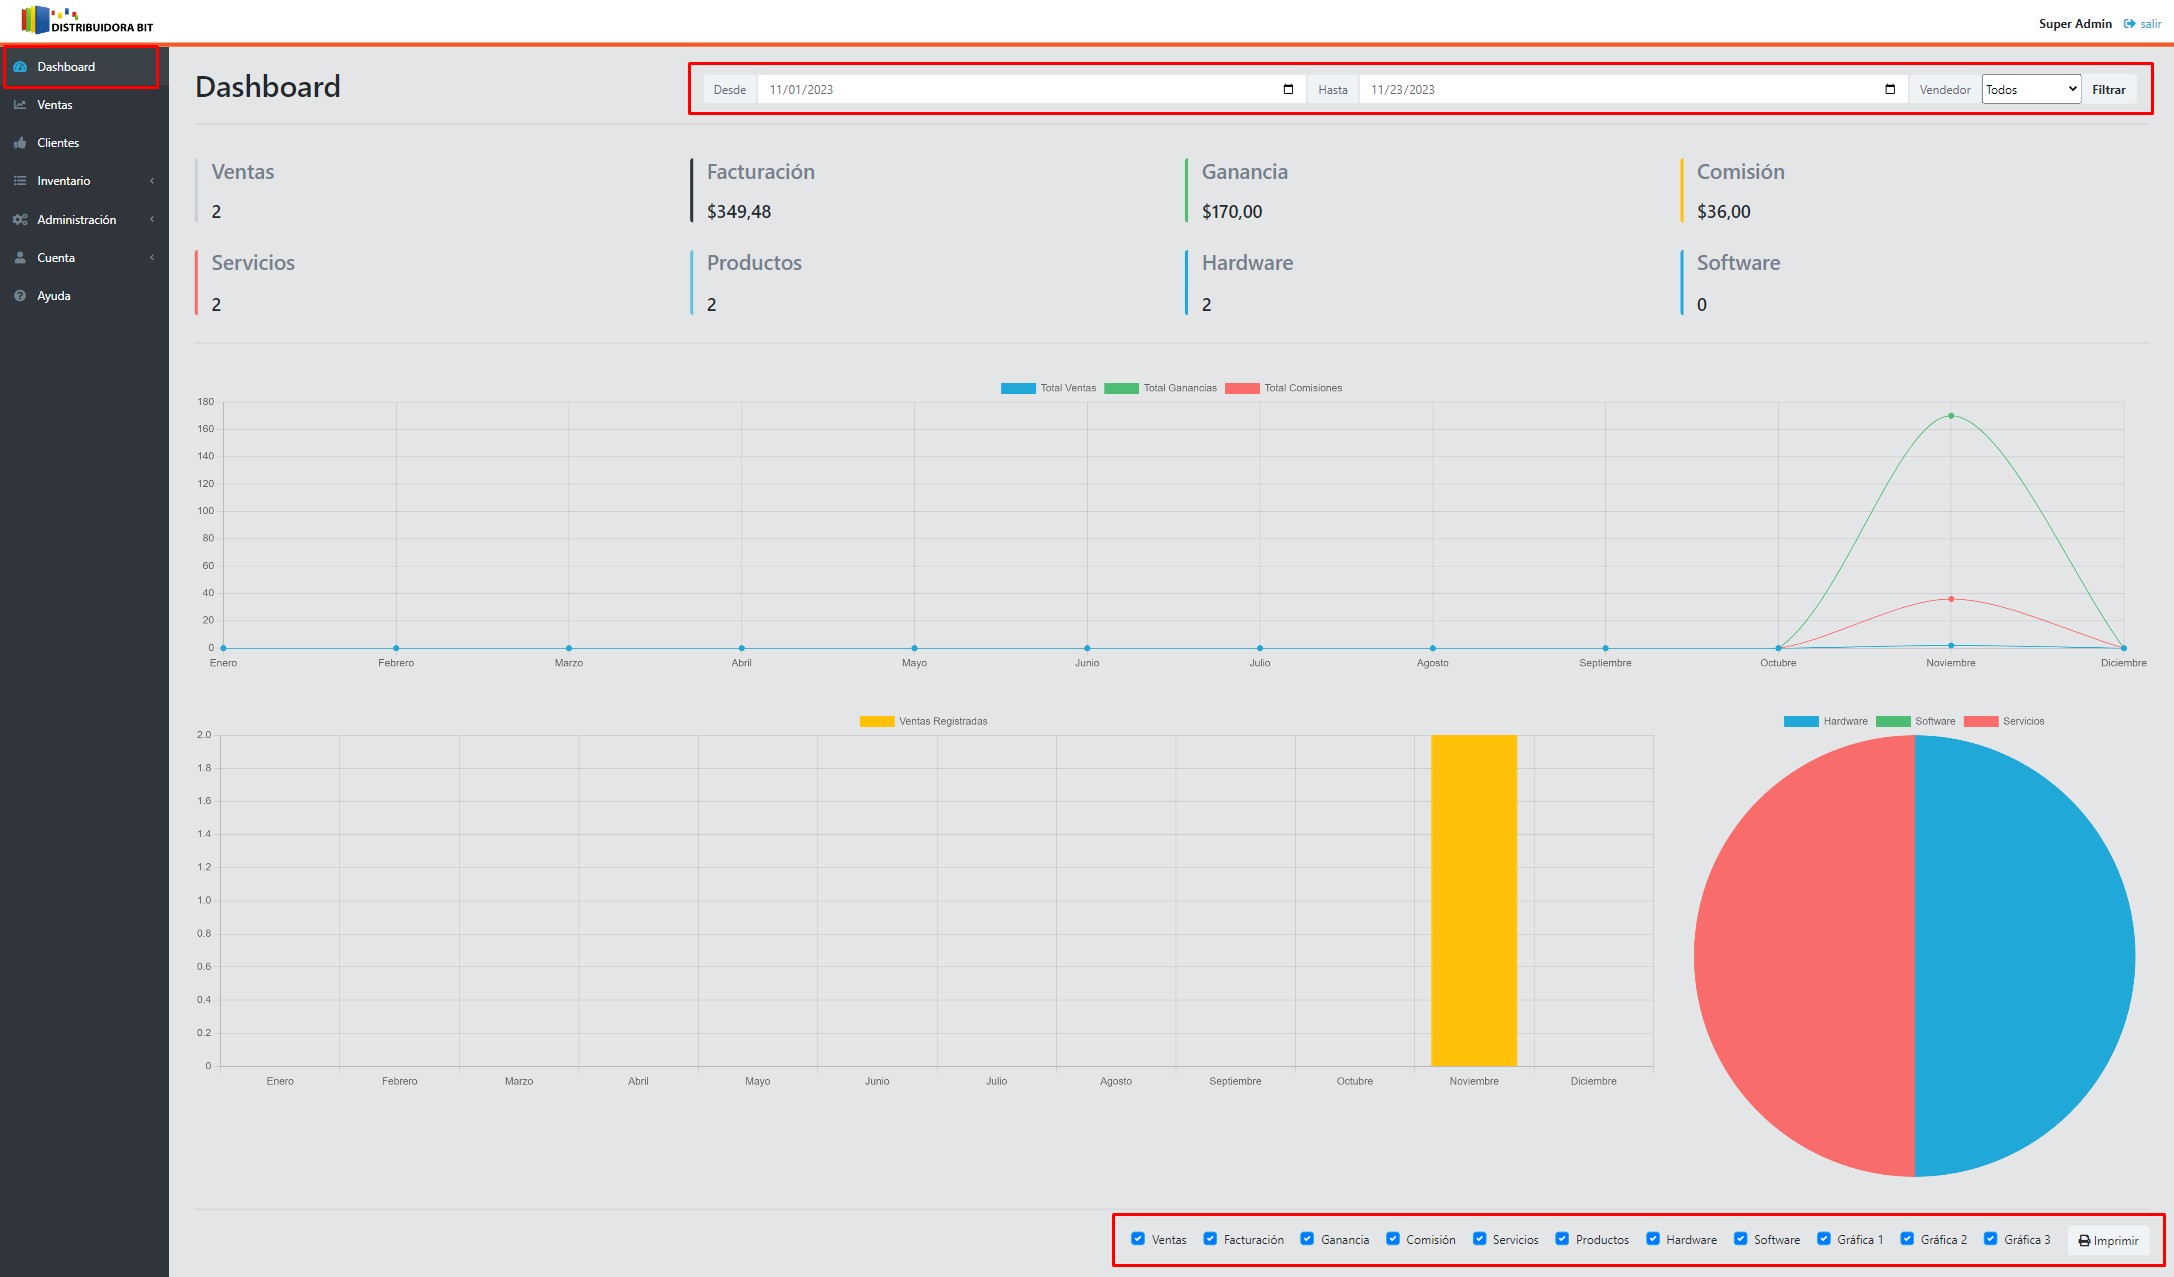 DISTRIBUIDORA BIT
Super Admin salir
Dashboard
Ventas
Clientes
Inventario
Administración
Cuenta
Ayuda
Dashboard
Desde 11/01/2023 Hasta 11/23/2023 Vendedor Todos Filtrar
Ventas Facturación Ganancia Comisión
2 $349,48 $170,00 $36,00
Servicios Productos Hardware Software
2 2 2 0
Total Ventas Total Ganancias Total Comisiones
180
160
140
120
100
80
60
40
20
0
Enero Febrero Marzo Abril Mayo Junio Julio Agosto Septiembre Octubre Noviembre Diciembre
Ventas Registradas
2.0
1.8
1.6
1.4
1.2
1.0
0.8
0.6
0.4
0.2
0
Enero Febrero Marzo Abril Mayo Junio Julio Agosto Septiembre Octubre Noviembre Diciembre
Hardware Software Servicios
Ventas Facturación Ganancia Comisión Servicios Productos Hardware Software Gráfica 1 Gráfica 2 Gráfica 3 Imprimir